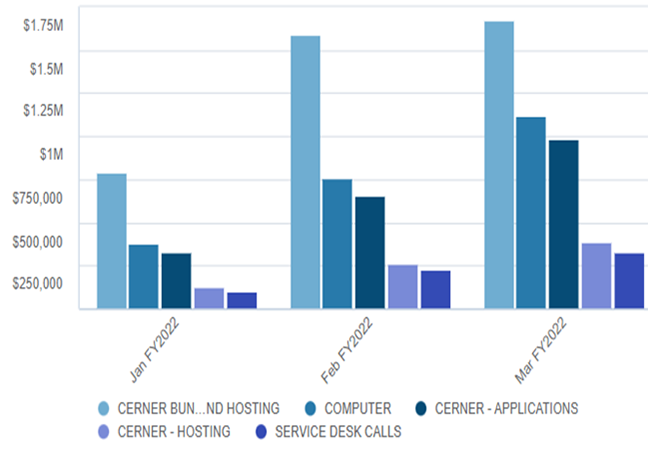 $1.75M
$1.5M
$1.25M
$1M
$750,000
$500,000
$250,000
Jan FY2022
Feb FY2022
Mar FY2022
CERNER BUN...ND HOSTING COMPUTER CERNER - APPLICATIONS
CERNER - HOSTING SERVICE DESK CALLS